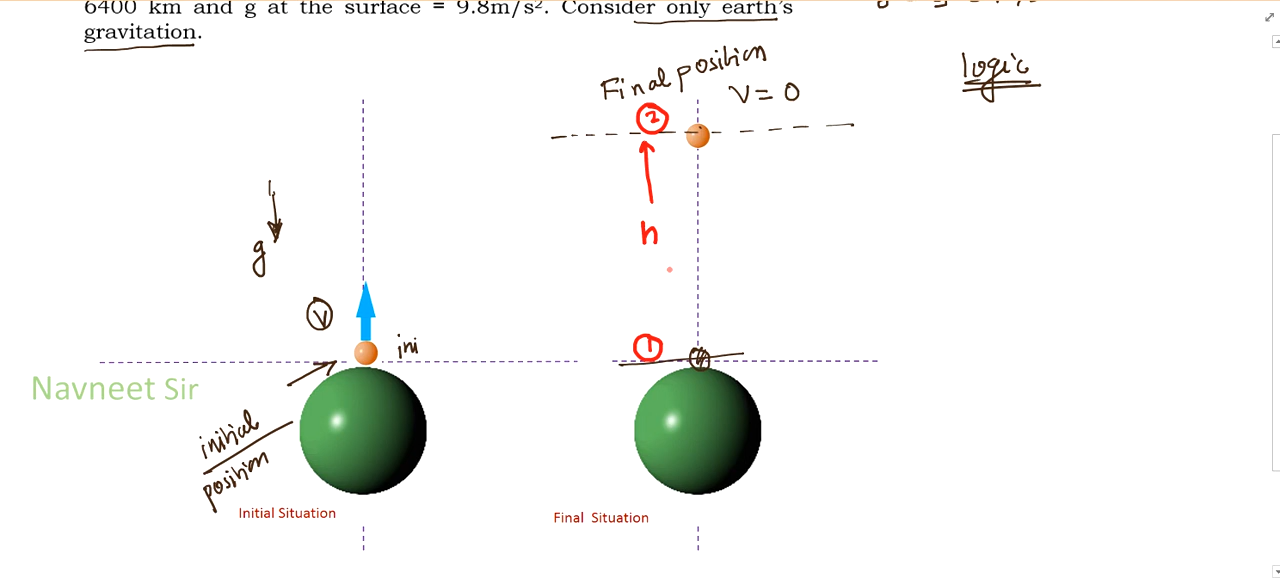 6400 km and g at the surface = 9.8m/s². Consider only earth's
gravitation.
logic
Final position
V = 0
2
g
h
V
ini
1
Navneet Sir
initial
position
Initial Situation
Final Situation